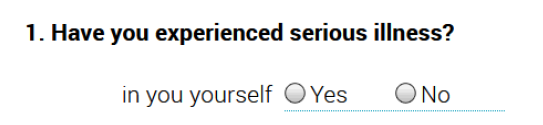 1. Have you experienced serious illness?
in you yourself Yes No